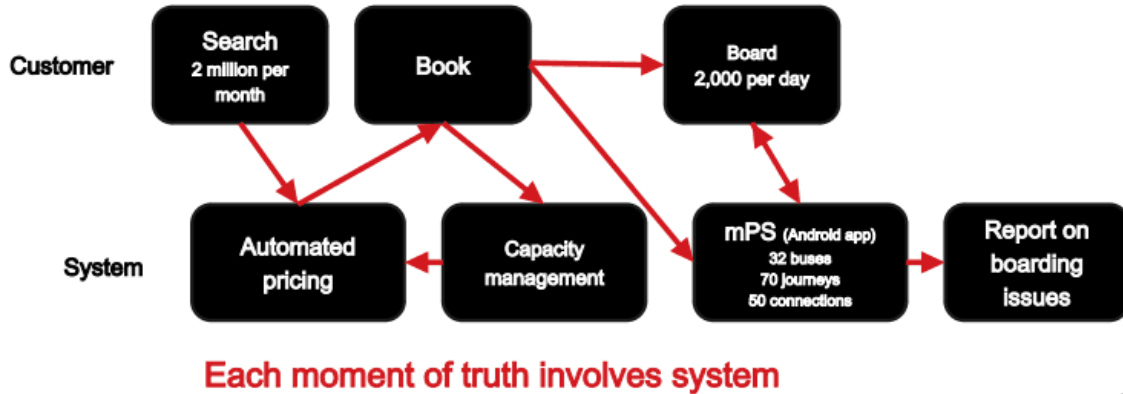 Customer
Search
2 million per
month
Book
Board
2,000 per day
System
Automated
pricing
Capacity
management
mPS (Android app)
32 buses
70 journeys
50 connections
Report on
boarding
issues
Each moment of truth involves system